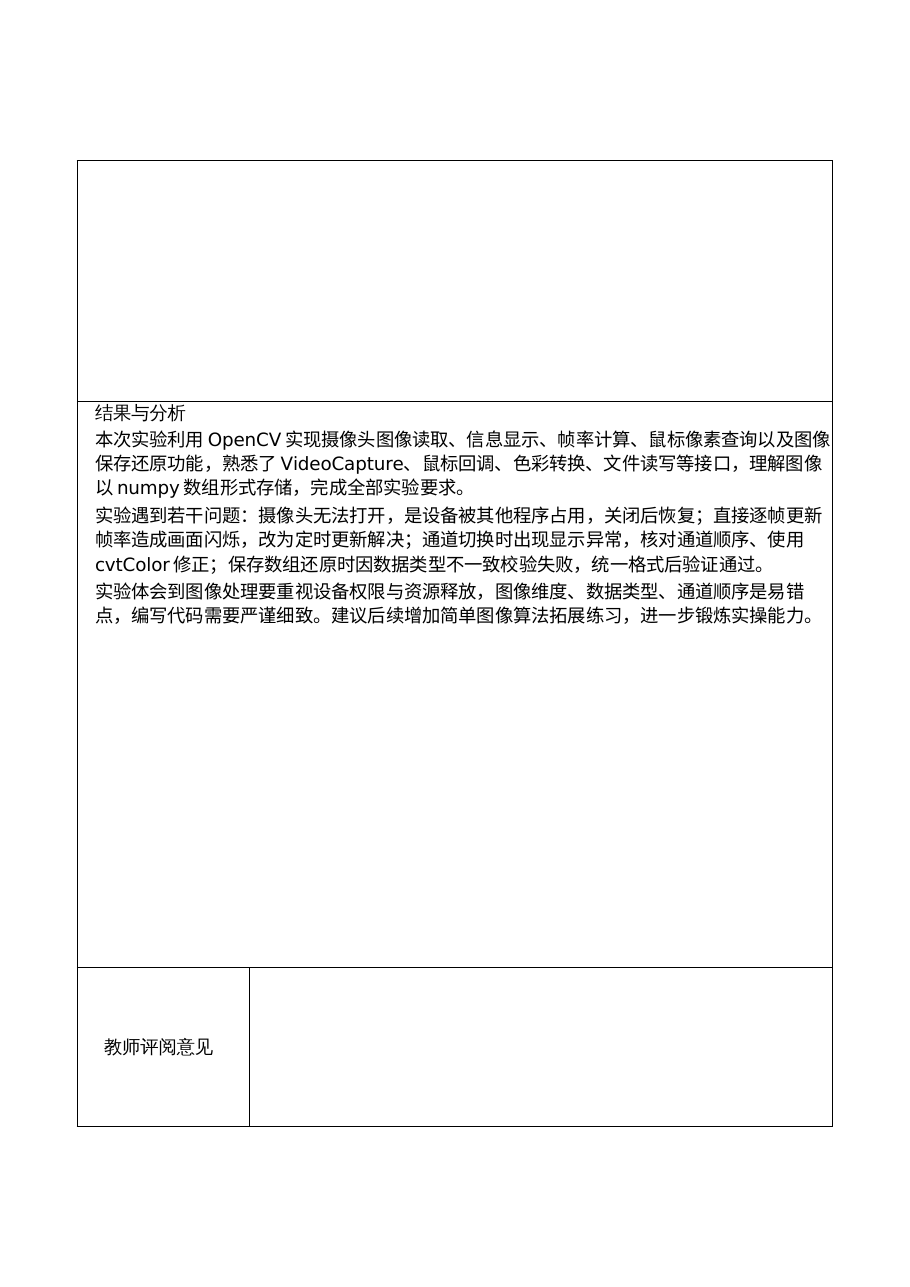 结果与分析
本次实验利用 OpenCV 实现摄像头图像读取、信息显示、帧率计算、鼠标像素查询以及图像
保存还原功能，熟悉了 VideoCapture、鼠标回调、色彩转换、文件读写等接口，理解图像
以 numpy 数组形式存储，完成全部实验要求。
实验遇到若干问题：摄像头无法打开，是设备被其他程序占用，关闭后恢复；直接逐帧更新
帧率造成画面闪烁，改为定时更新解决；通道切换时出现显示异常，核对通道顺序、使用
cvtColor 修正；保存数组还原时因数据类型不一致校验失败，统一格式后验证通过。
实验体会到图像处理要重视设备权限与资源释放，图像维度、数据类型、通道顺序是易错
点，编写代码需要严谨细致。建议后续增加简单图像算法拓展练习，进一步锻炼实操能力。
教师评阅意见